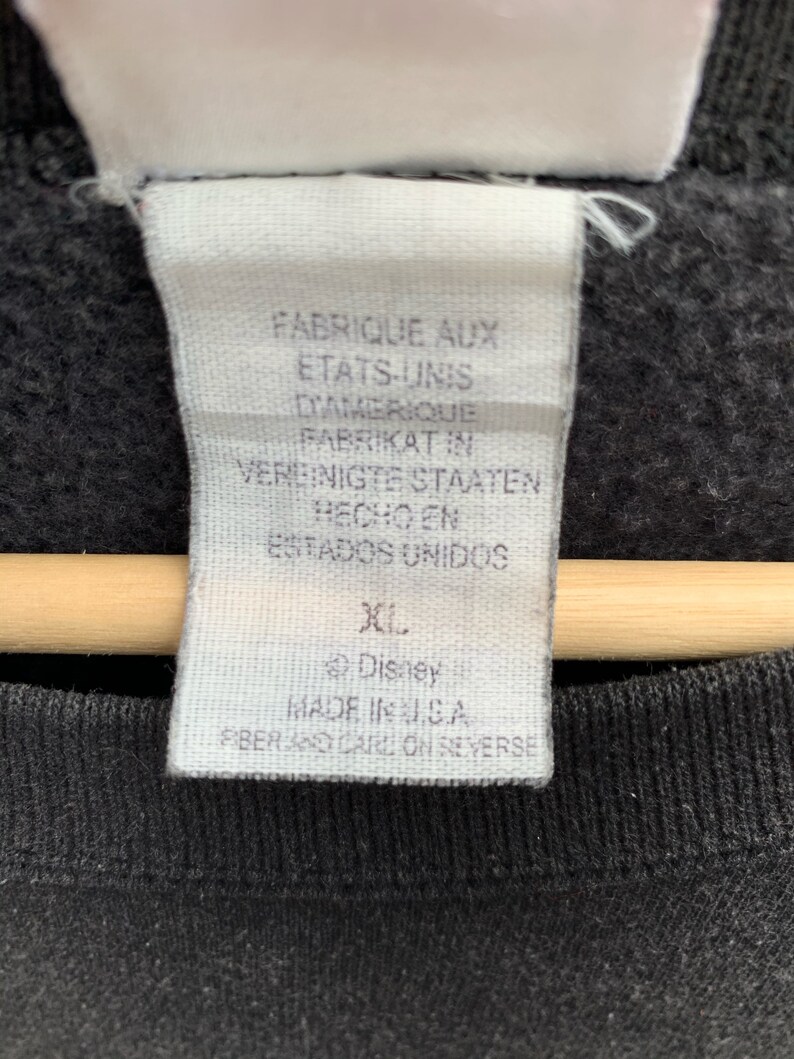 FABRIQUE AUX
ETATS-UNIS
D'AMERIQUE
FABRIKAT IN
VEREINIGTE STAATEN
HECHO EN
ESTADOS UNIDOS
XL
© Disney
MADE IN U.S.A.
FIBER AND CARE ON REVERSE